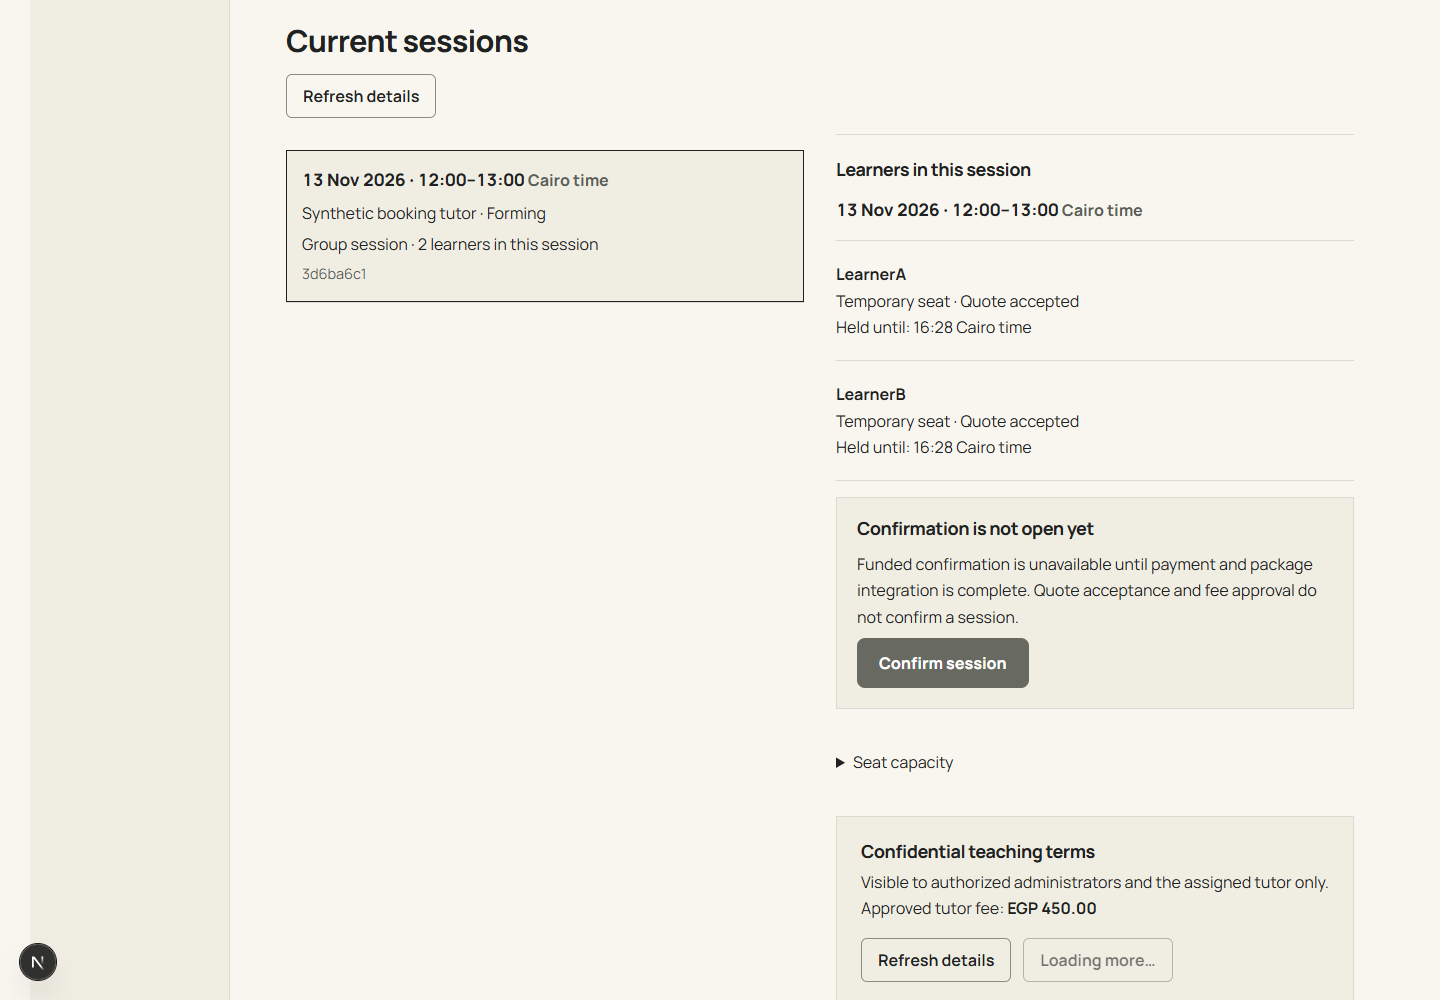 Current sessions
Refresh details
13 Nov 2026 · 12:00–13:00 Cairo time
Synthetic booking tutor · Forming
Group session · 2 learners in this session
3d6ba6c1
Learners in this session
13 Nov 2026 · 12:00–13:00 Cairo time
LearnerA
Temporary seat · Quote accepted
Held until: 16:28 Cairo time
LearnerB
Temporary seat · Quote accepted
Held until: 16:28 Cairo time
Confirmation is not open yet
Funded confirmation is unavailable until payment and package
integration is complete. Quote acceptance and fee approval do
not confirm a session.
Confirm session
Seat capacity
Confidential teaching terms
Visible to authorized administrators and the assigned tutor only.
Approved tutor fee: EGP 450.00
Refresh details
Loading more…
N